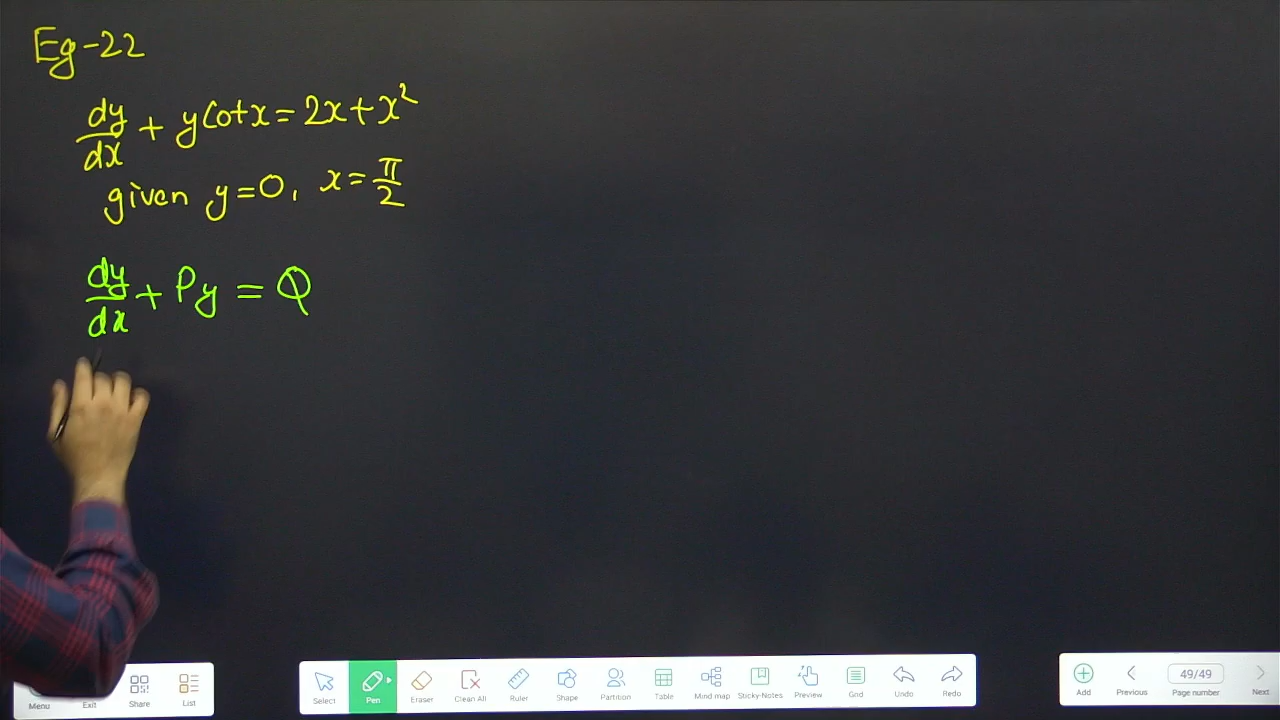 Eg-22
dy/dx + y Cot x = 2x + x²
given y=0, x = π/2
dy/dx + Py = Q
Menu Exit Share List
Select Pen Eraser Clean All Ruler Shape Partition Table Mind map Sticky-Notes Preview Grid Undo Redo
Add Previous 49/49 Page number Next